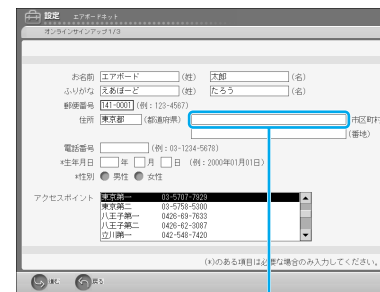 設定 エアボードネット
オンラインサインアップ1/3
お名前 エアボード (姓) 太郎 (名)
ふりがな えあぼーど (姓) たろう (名)
郵便番号 141-0001 (例:123-4567)
住所 東京都 (都道府県) 市区町村
(番地)
電話番号 (例:03-1234-5678)
*生年月日 年 月 日 (例:2000年01月01日)
*性別 男性 女性
アクセスポイント 東京第一 03-5707-7929
東京第二 03-5758-5300
八王子第一 0426-69-7633
八王子第二 0426-62-3087
立川第一 042-548-7420
(*)のある項目は必要な場合のみ入力してください。
進む 戻る